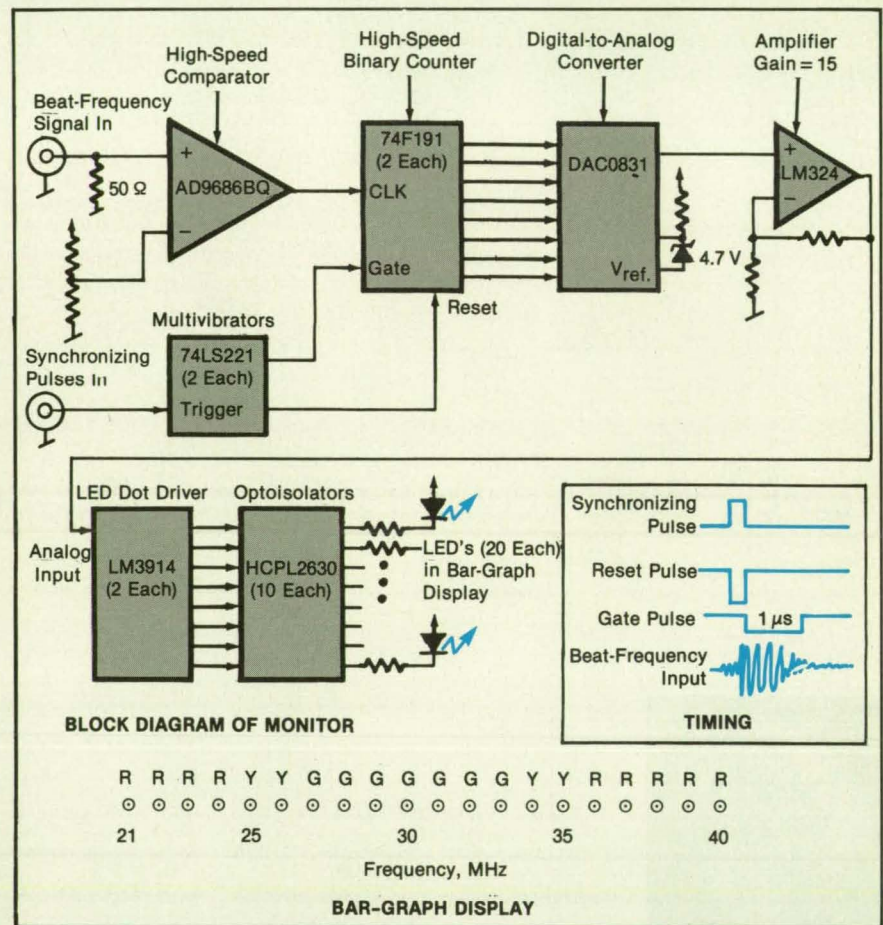 High-Speed
Comparator
High-Speed
Binary Counter
Digital-to-Analog
Converter
Amplifier
Gain = 15
Beat-Frequency
Signal In
50 Ω
+
AD9686BQ
−
74F191
(2 Each)
CLK
Gate
Reset
DAC0831
Vref.
4.7 V
+
LM324
−
Multivibrators
Synchronizing
Pulses In
74LS221
(2 Each)
Trigger
LED Dot Driver
Optoisolators
Analog
Input
LM3914
(2 Each)
HCPL2630
(10 Each)
LED's (20 Each)
in Bar-Graph
Display
BLOCK DIAGRAM OF MONITOR
Synchronizing
Pulse
Reset Pulse
Gate Pulse
1 μs
Beat-Frequency
Input
TIMING
R R R R Y Y G G G G G G G Y Y R R R R R
21 25 30 35 40
Frequency, MHz
BAR-GRAPH DISPLAY